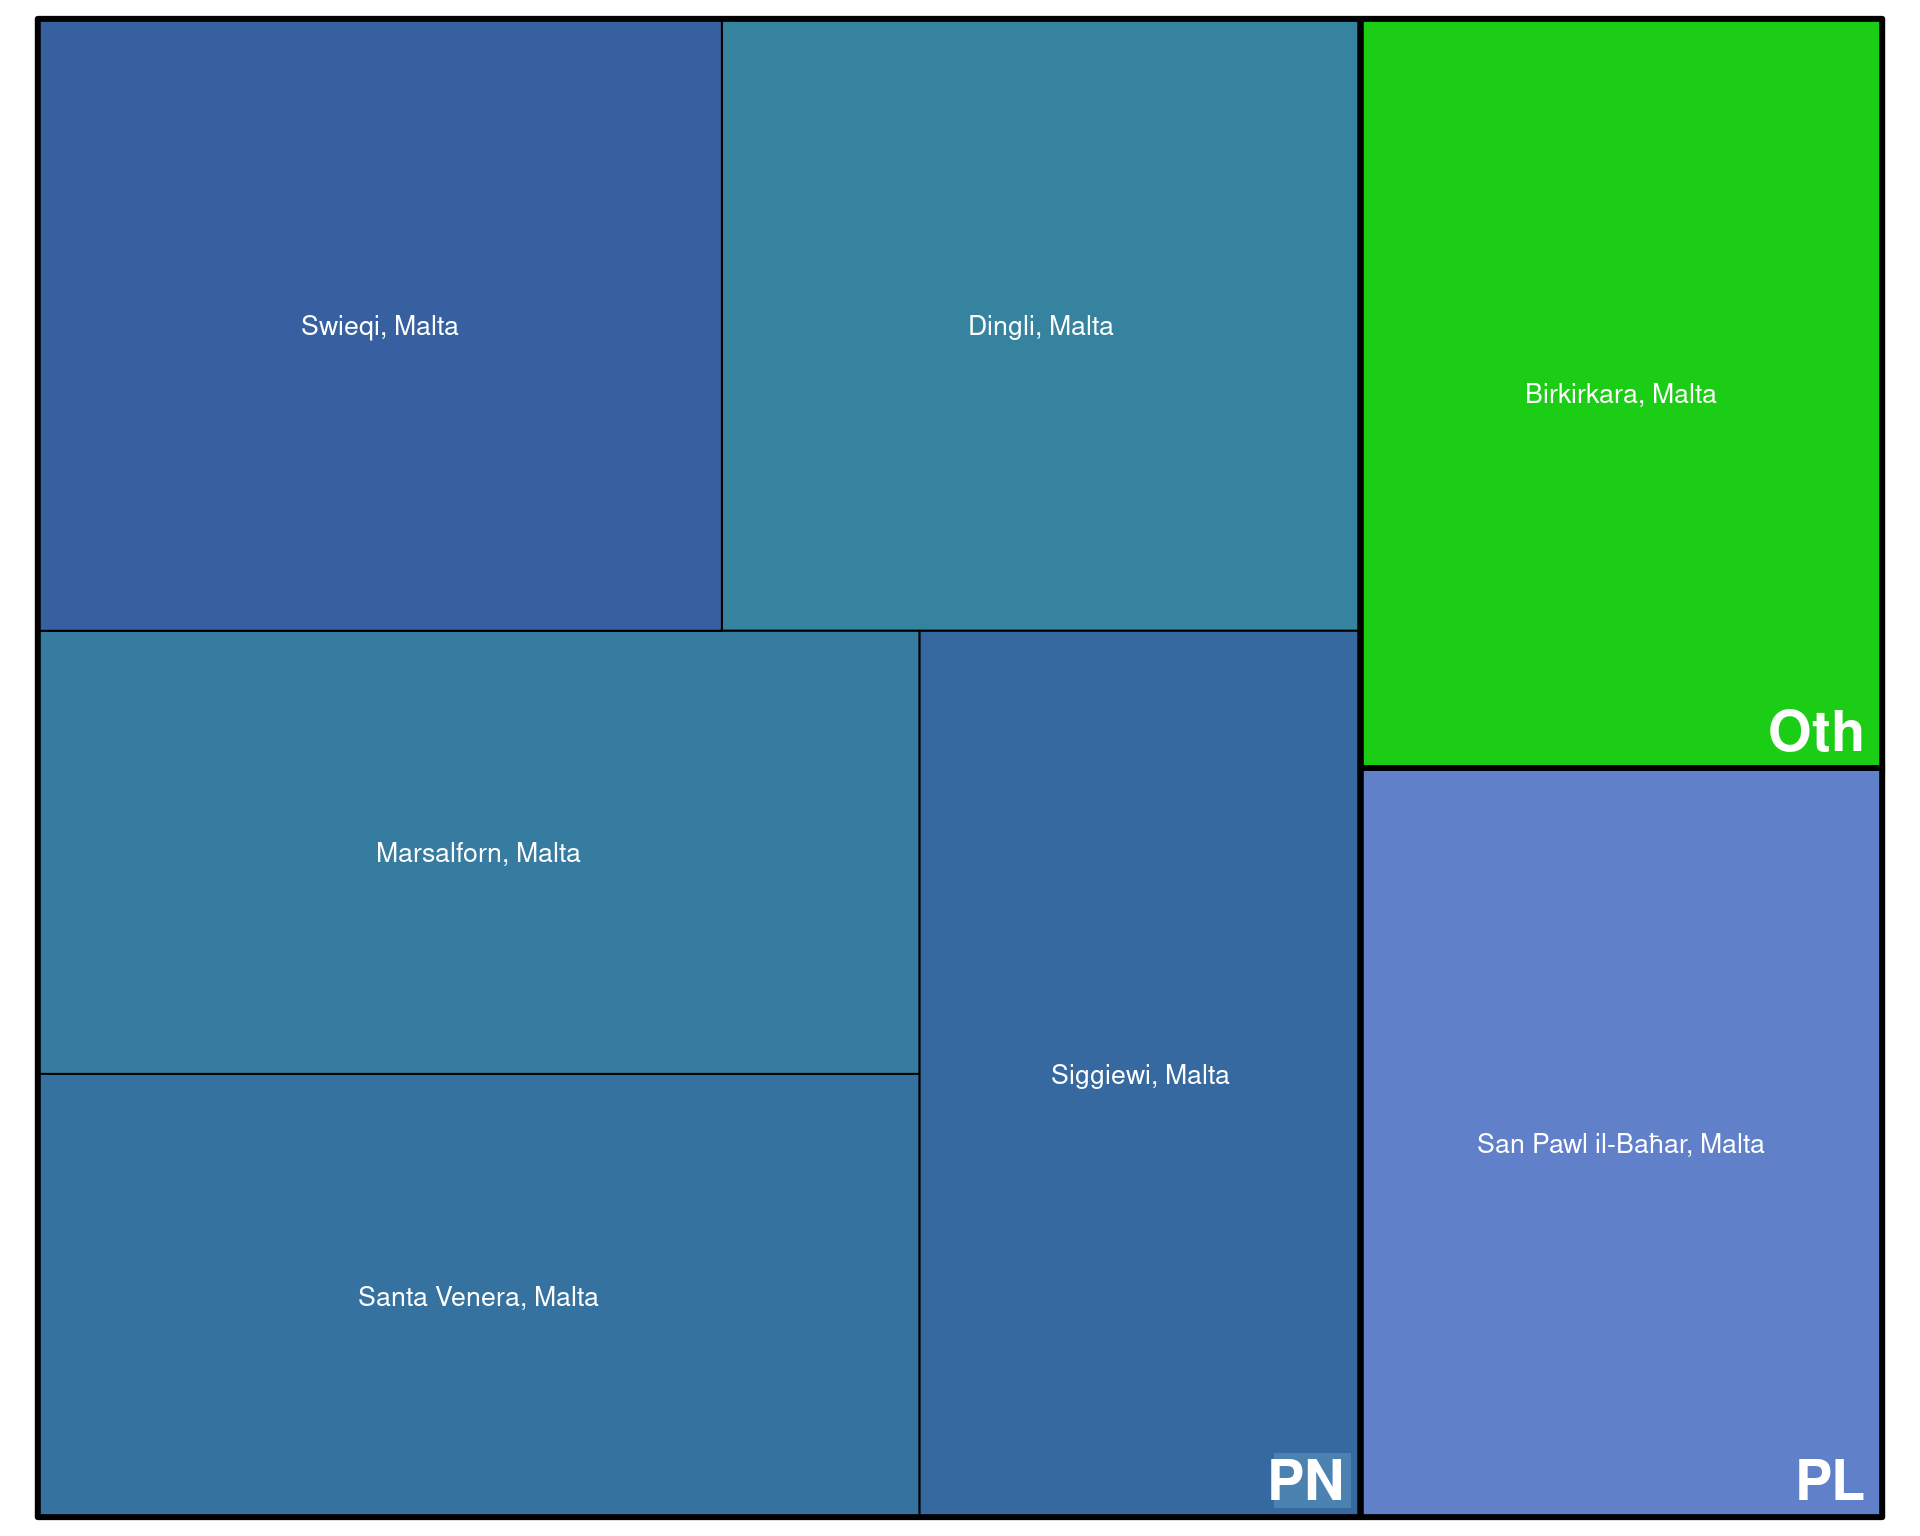 Swieqi, Malta
Dingli, Malta
Birkirkara, Malta
Oth
Marsalforn, Malta
Siggiewi, Malta
San Pawl il-Baħar, Malta
Santa Venera, Malta
PN
PL